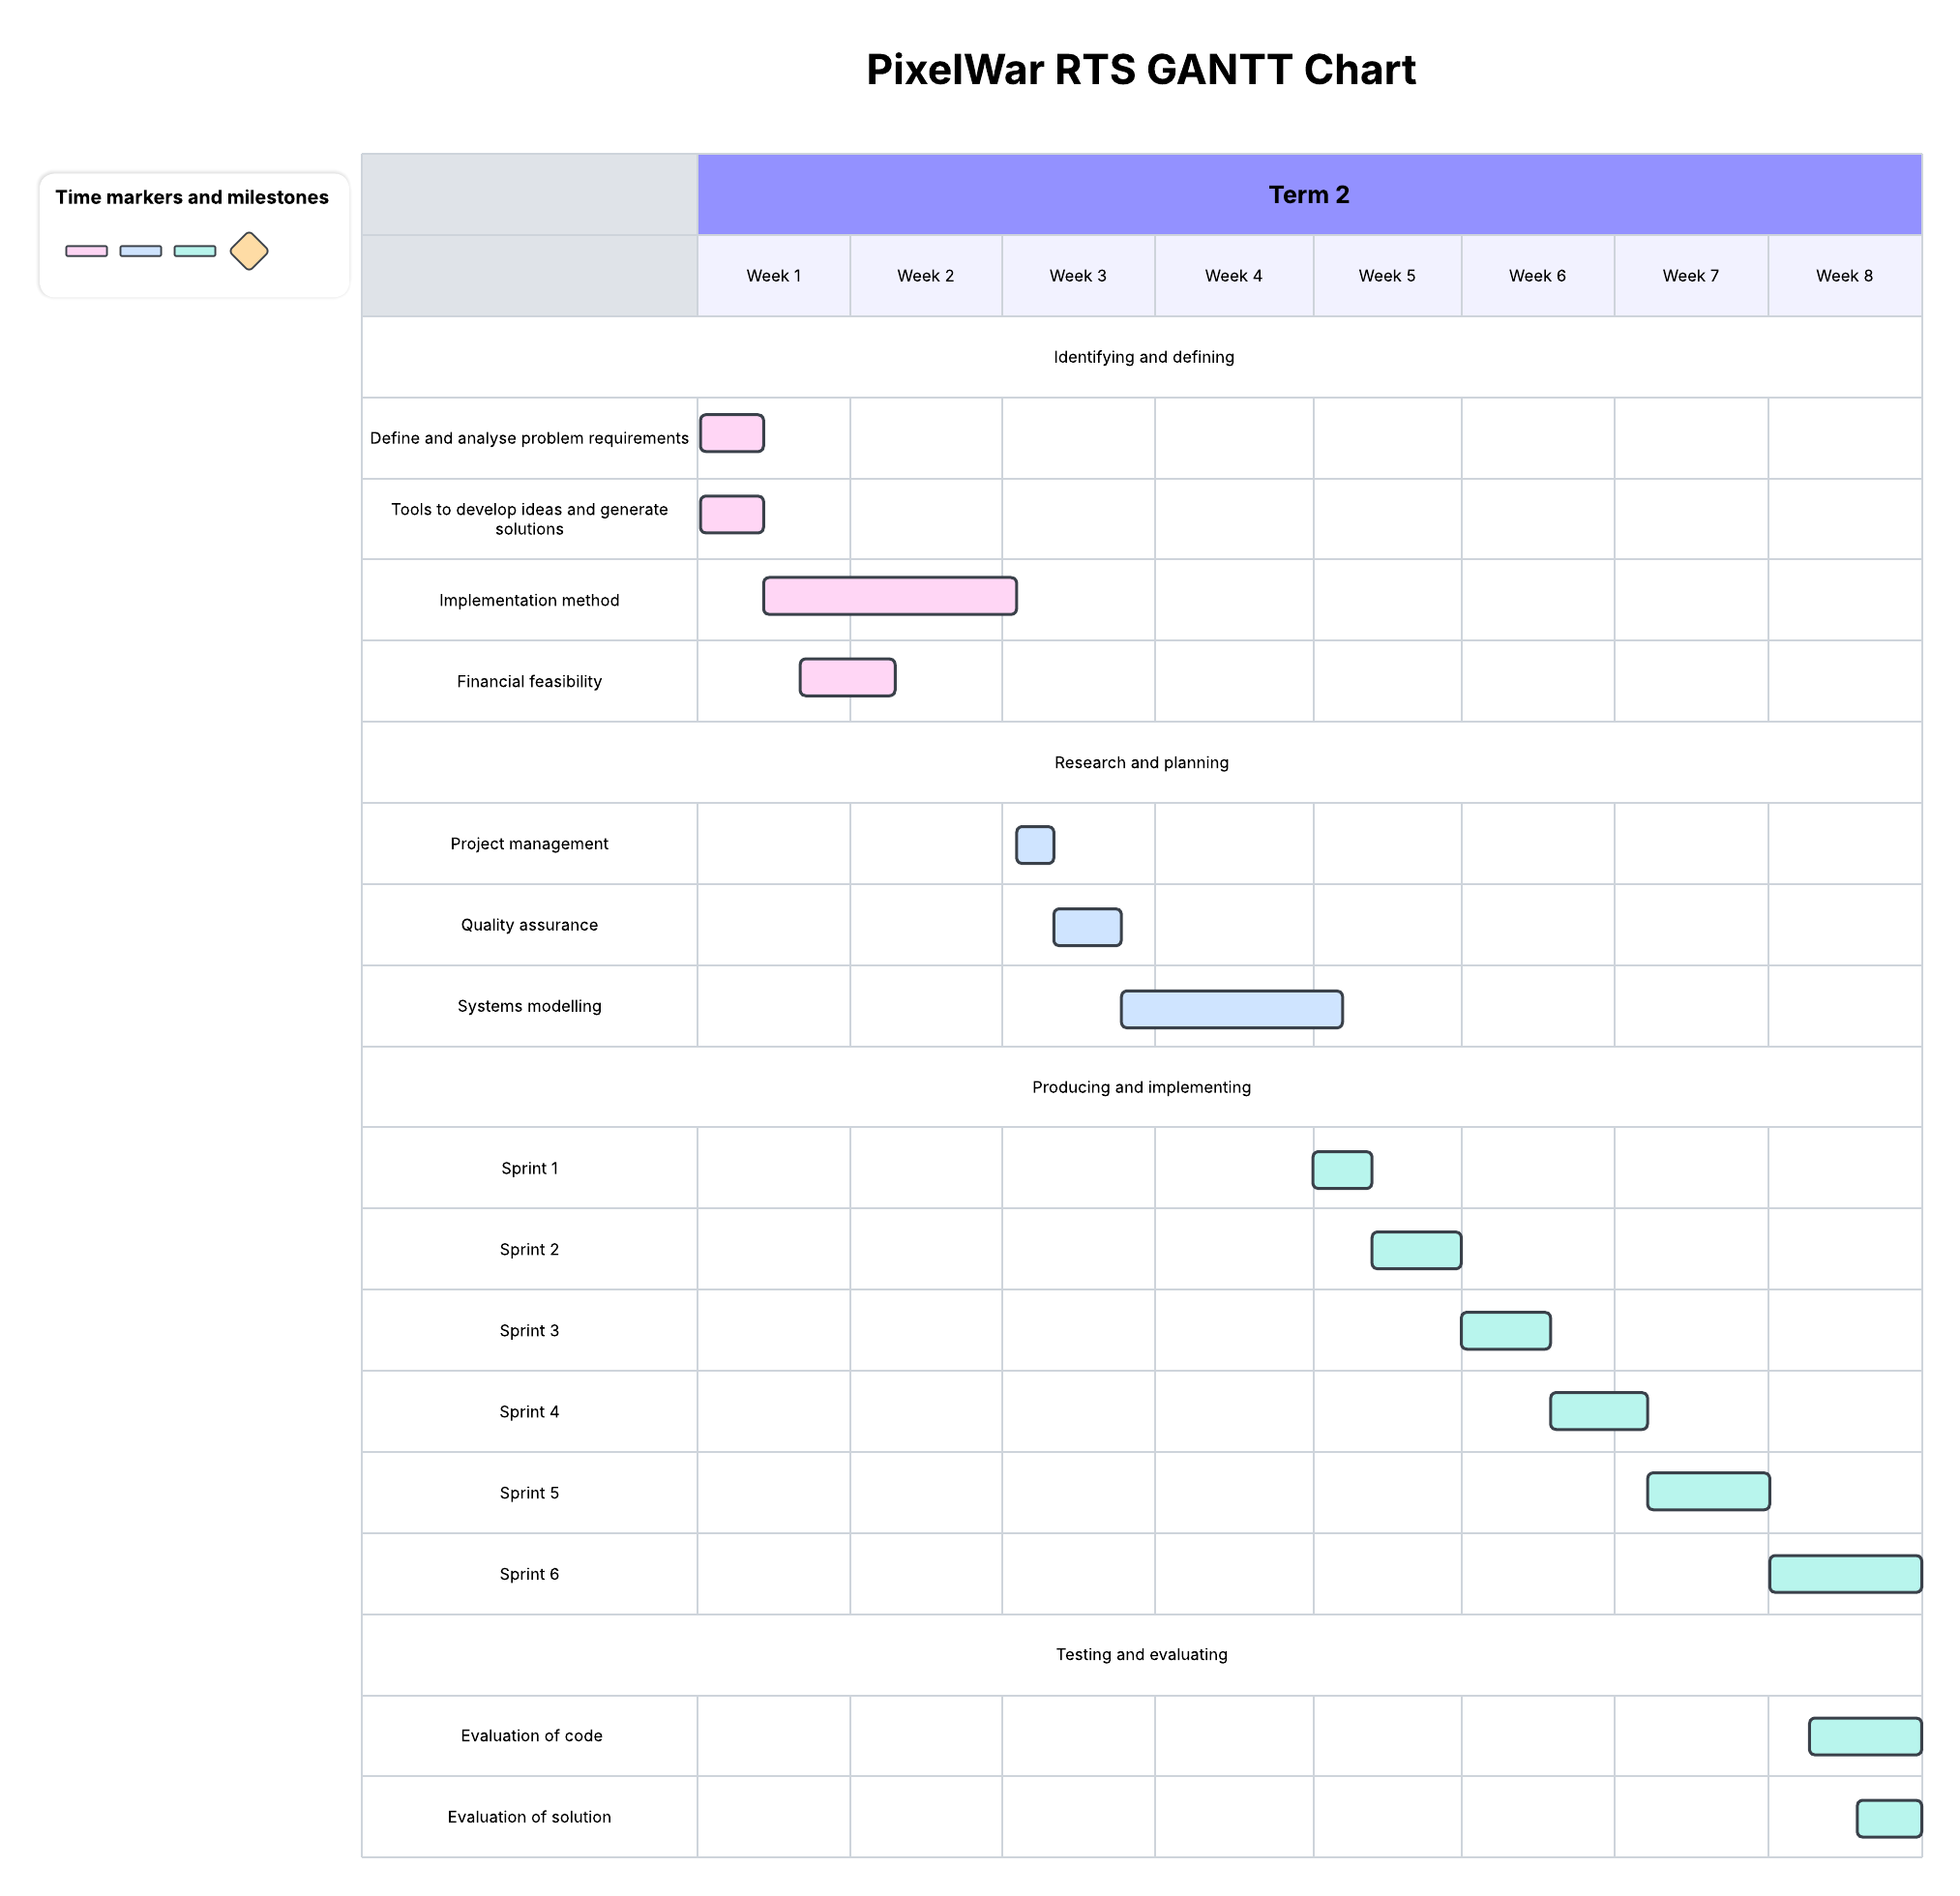 PixelWar RTS GANTT Chart
Time markers and milestones
Term 2
Week 1
Week 2
Week 3
Week 4
Week 5
Week 6
Week 7
Week 8
Identifying and defining
Define and analyse problem requirements
Tools to develop ideas and generate
solutions
Implementation method
Financial feasibility
Research and planning
Project management
Quality assurance
Systems modelling
Producing and implementing
Sprint 1
Sprint 2
Sprint 3
Sprint 4
Sprint 5
Sprint 6
Testing and evaluating
Evaluation of code
Evaluation of solution